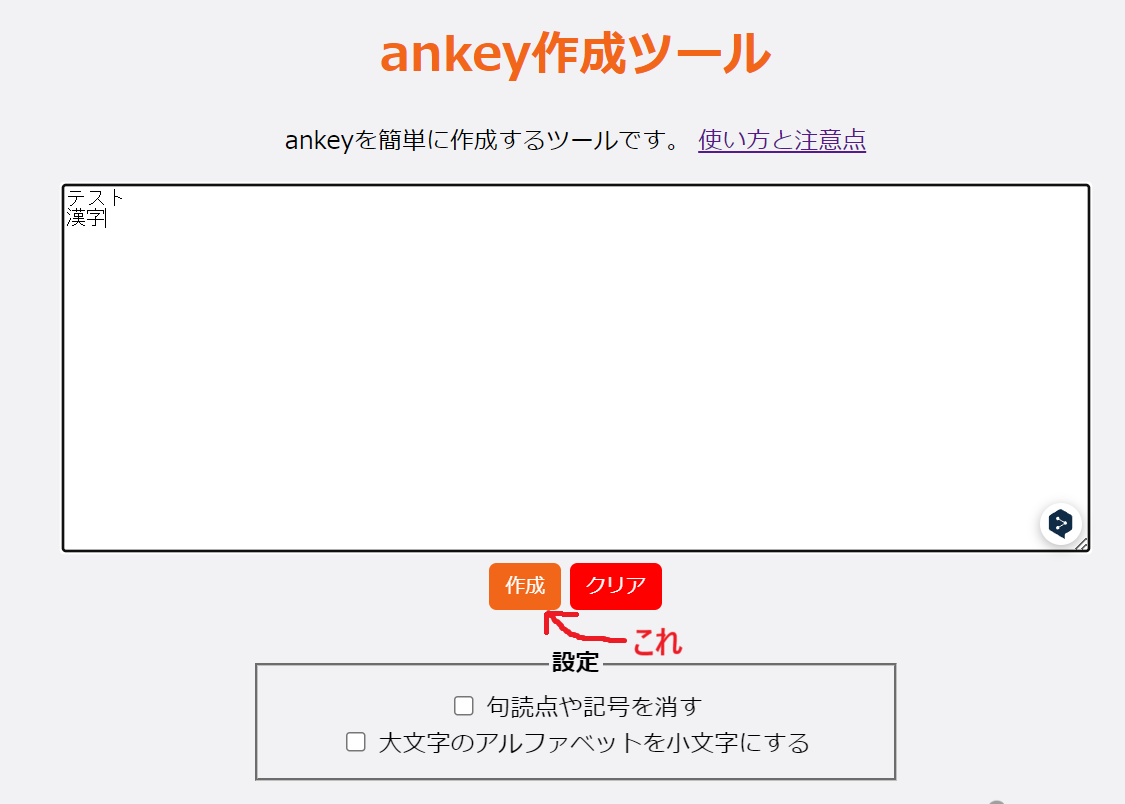 ankey作成ツール
ankeyを簡単に作成するツールです。 使い方と注意点
テスト
漢字
作成 クリア
これ
設定
句読点や記号を消す
大文字のアルファベットを小文字にする